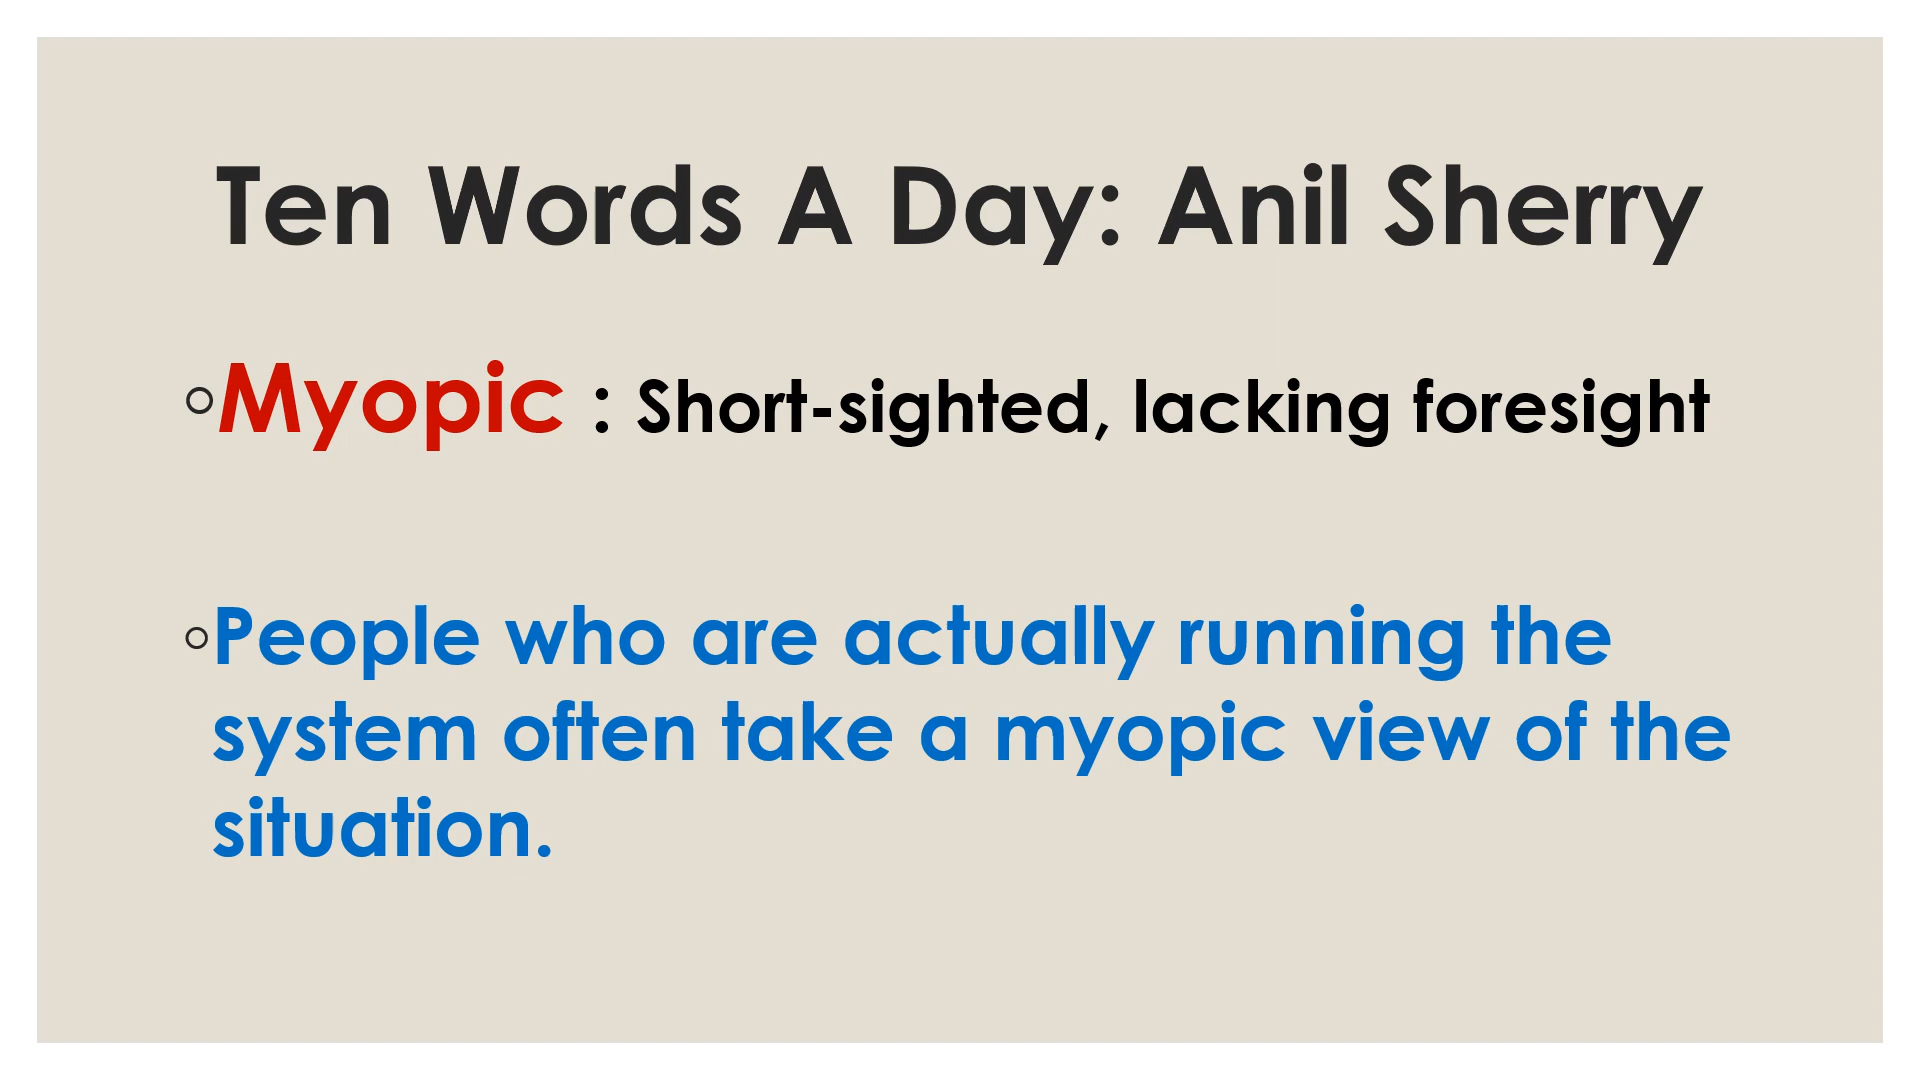 Ten Words A Day: Anil Sherry
◦Myopic : Short-sighted, lacking foresight
◦People who are actually running the
system often take a myopic view of the
situation.